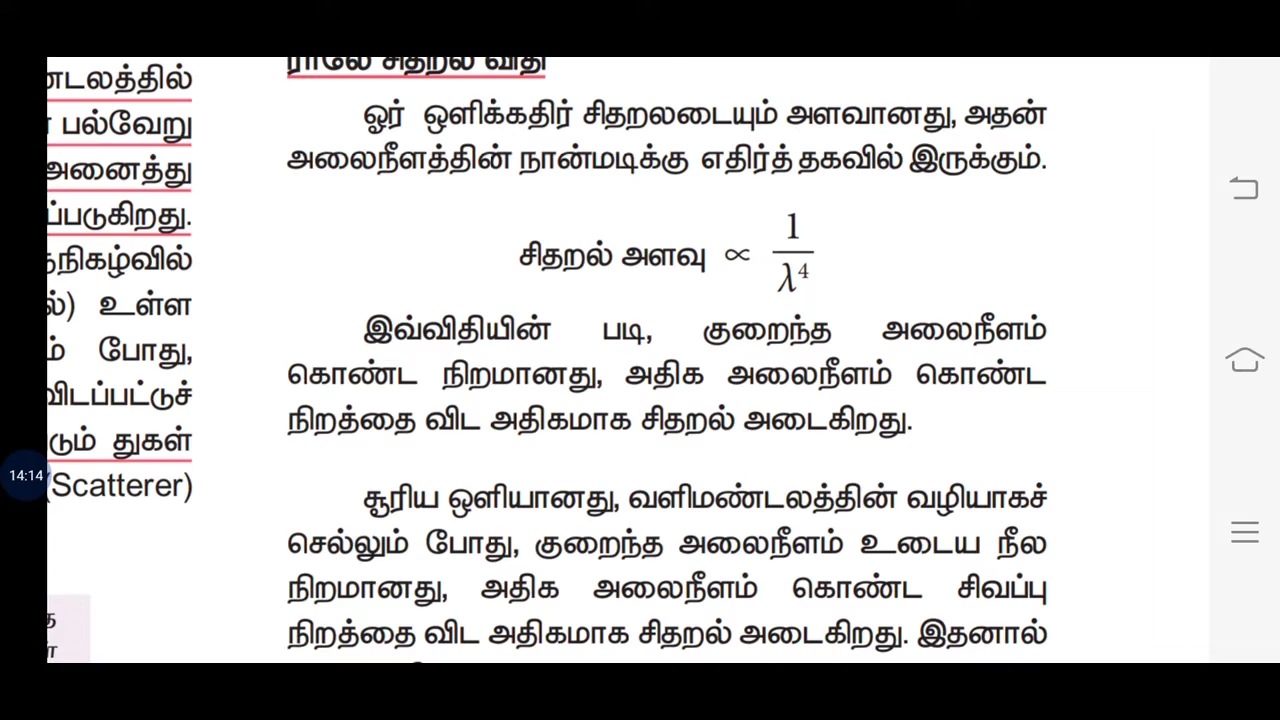 ண்டலத்தில்
பல்வேறு
அனைத்து
ப்படுகிறது.
நிகழ்வில்
ல்) உள்ள
ம் போது,
விடப்பட்டுச்
டும் துகள்
(Scatterer)
14:14
ராலே சிதறல் விதி
ஓர் ஒளிக்கதிர் சிதறலடையும் அளவானது, அதன்
அலைநீளத்தின் நான்மடிக்கு எதிர்த் தகவில் இருக்கும்.
சிதறல் அளவு ∝ 1/λ⁴
இவ்விதியின் படி, குறைந்த அலைநீளம்
கொண்ட நிறமானது, அதிக அலைநீளம் கொண்ட
நிறத்தை விட அதிகமாக சிதறல் அடைகிறது.
சூரிய ஒளியானது, வளிமண்டலத்தின் வழியாகச்
செல்லும் போது, குறைந்த அலைநீளம் உடைய நீல
நிறமானது, அதிக அலைநீளம் கொண்ட சிவப்பு
நிறத்தை விட அதிகமாக சிதறல் அடைகிறது. இதனால்